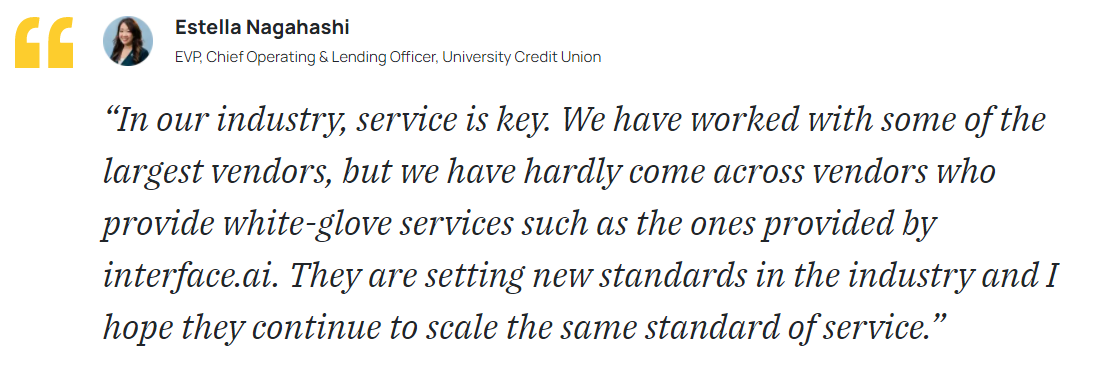 Estella Nagahashi
EVP, Chief Operating & Lending Officer, University Credit Union
“In our industry, service is key. We have worked with some of the
largest vendors, but we have hardly come across vendors who
provide white-glove services such as the ones provided by
interface.ai. They are setting new standards in the industry and I
hope they continue to scale the same standard of service.”